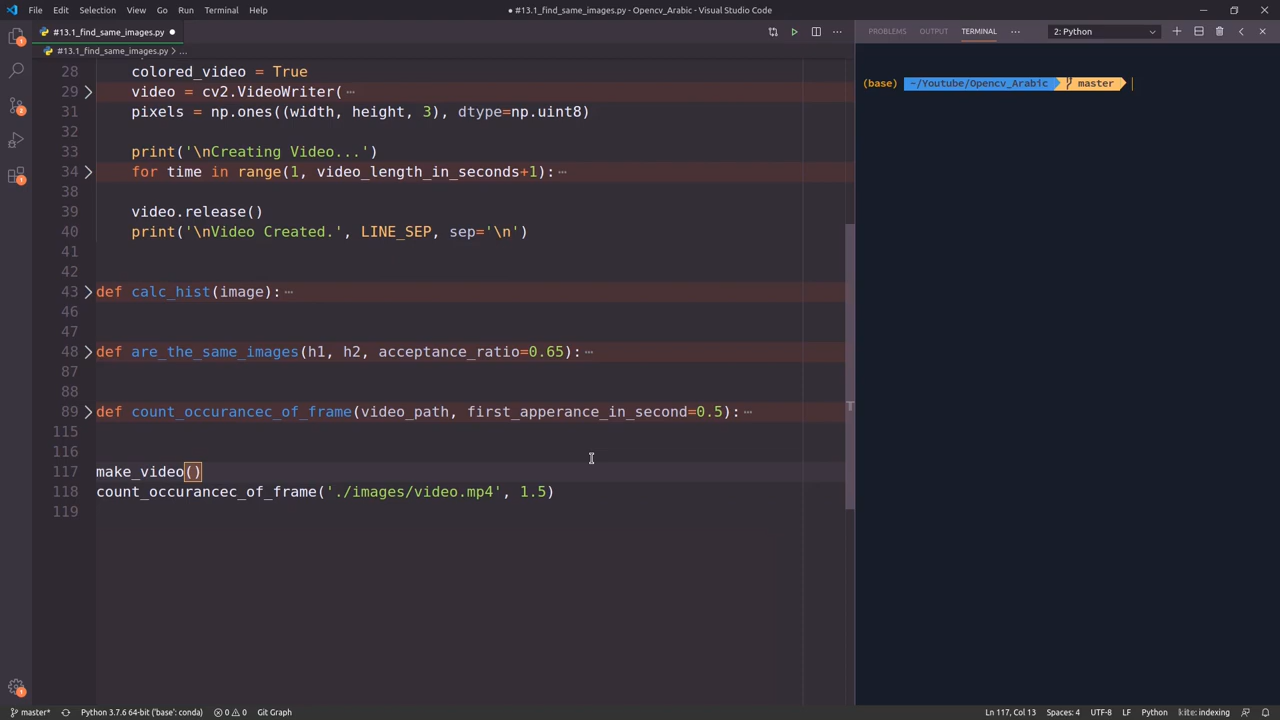 File Edit Selection View Go Run Terminal Help
● #13.1_find_same_images.py - Opencv_Arabic - Visual Studio Code
#13.1_find_same_images.py ●
PROBLEMS OUTPUT TERMINAL ··· 2: Python
#13.1_find_same_images.py > ...
28 colored_video = True
29 video = cv2.VideoWriter( ···
31 pixels = np.ones((width, height, 3), dtype=np.uint8)
32
33 print('\nCreating Video...')
34 for time in range(1, video_length_in_seconds+1): ···
38
39 video.release()
40 print('\nVideo Created.', LINE_SEP, sep='\n')
41
42
43 def calc_hist(image): ···
46
47
48 def are_the_same_images(h1, h2, acceptance_ratio=0.65): ···
87
88
89 def count_occurancec_of_frame(video_path, first_apperance_in_second=0.5): ···
115
116
117 make_video()
118 count_occurancec_of_frame('./images/video.mp4', 1.5)
119
(base) ~/Youtube/Opencv_Arabic master
master* Python 3.7.6 64-bit ('base': conda) 0 0 Git Graph
Ln 117, Col 13 Spaces: 4 UTF-8 LF Python kite: indexing